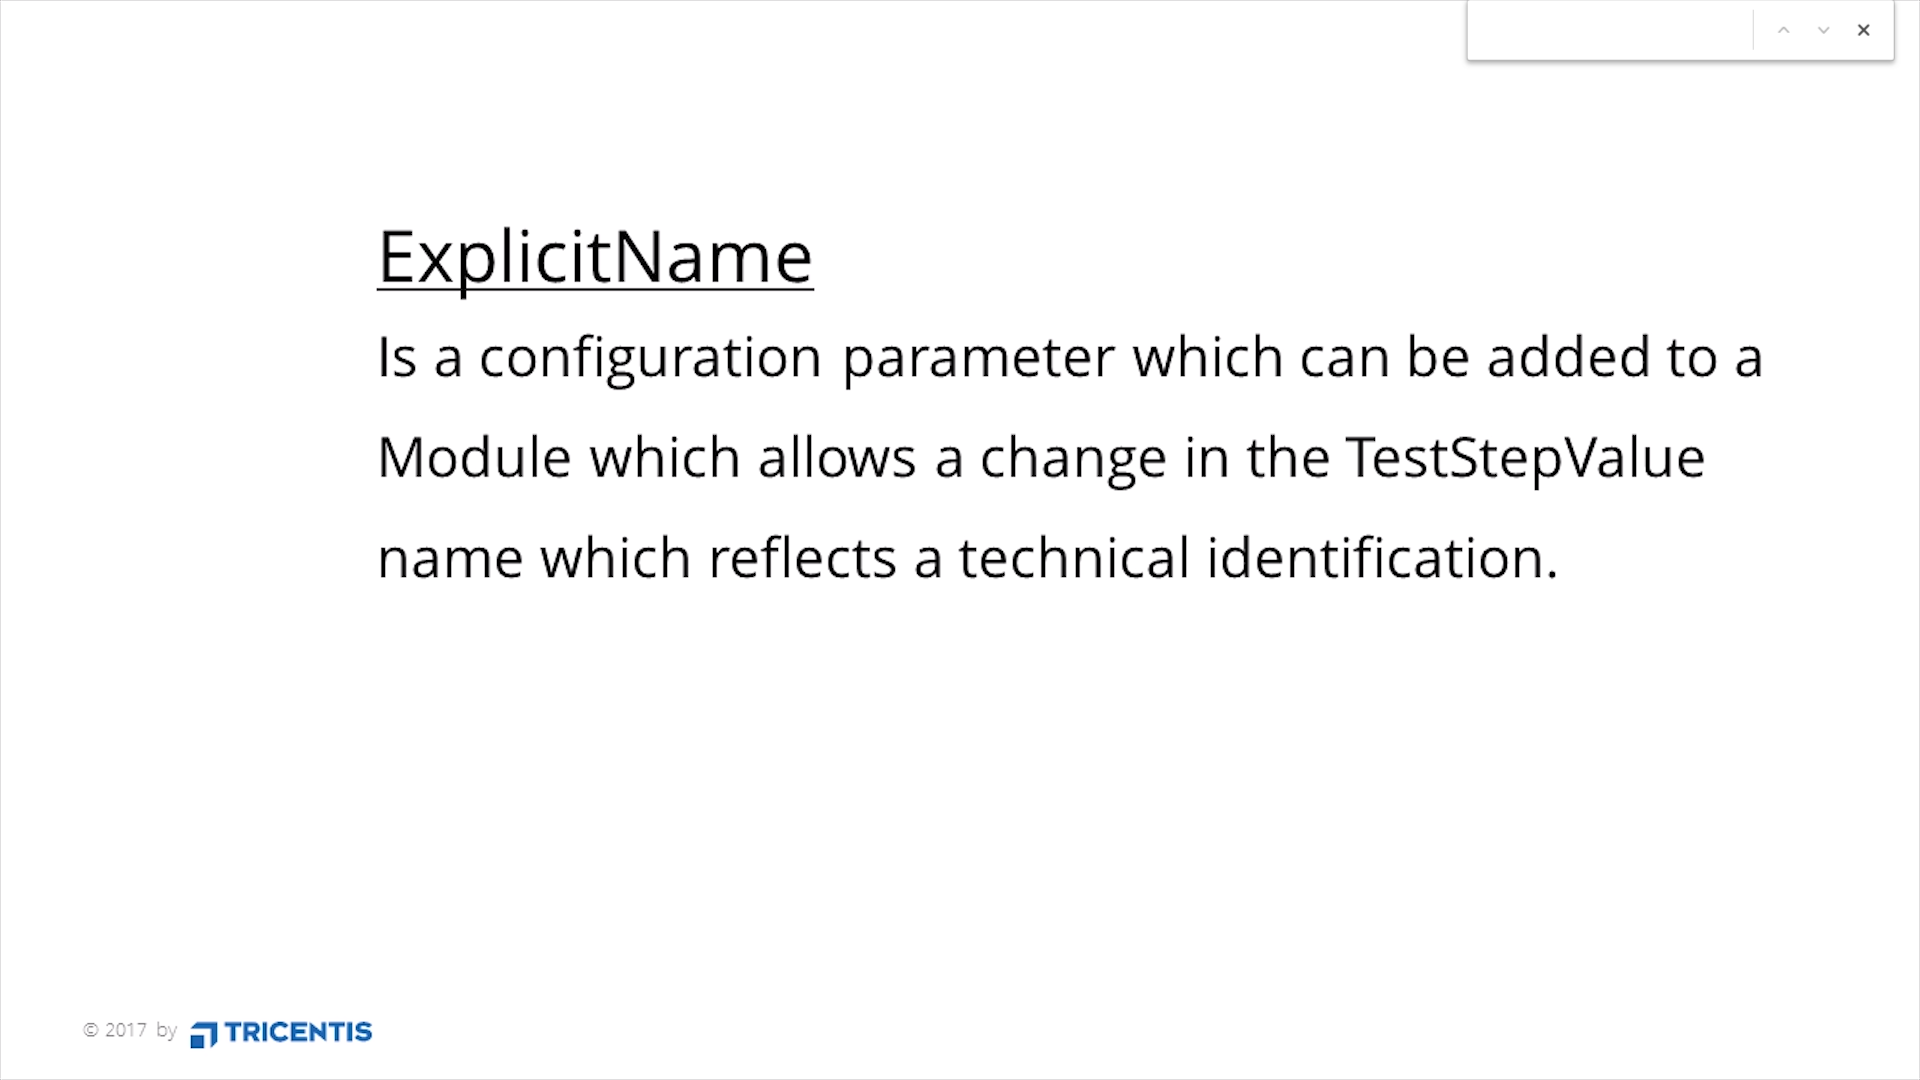 ExplicitName
Is a configuration parameter which can be added to a
Module which allows a change in the TestStepValue
name which reflects a technical identification.
© 2017 by TRICENTIS